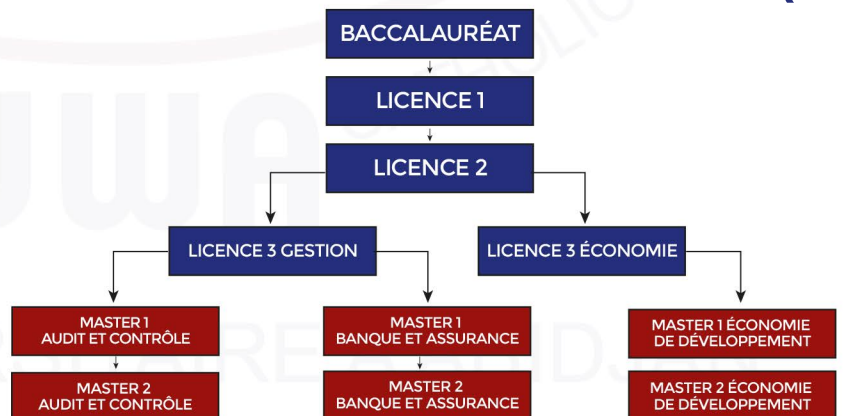 BACCALAURÉAT
LICENCE 1
LICENCE 2
LICENCE 3 GESTION
LICENCE 3 ÉCONOMIE
MASTER 1
AUDIT ET CONTRÔLE
MASTER 1
BANQUE ET ASSURANCE
MASTER 1 ÉCONOMIE
DE DÉVELOPPEMENT
MASTER 2
AUDIT ET CONTRÔLE
MASTER 2
BANQUE ET ASSURANCE
MASTER 2 ÉCONOMIE
DE DÉVELOPPEMENT